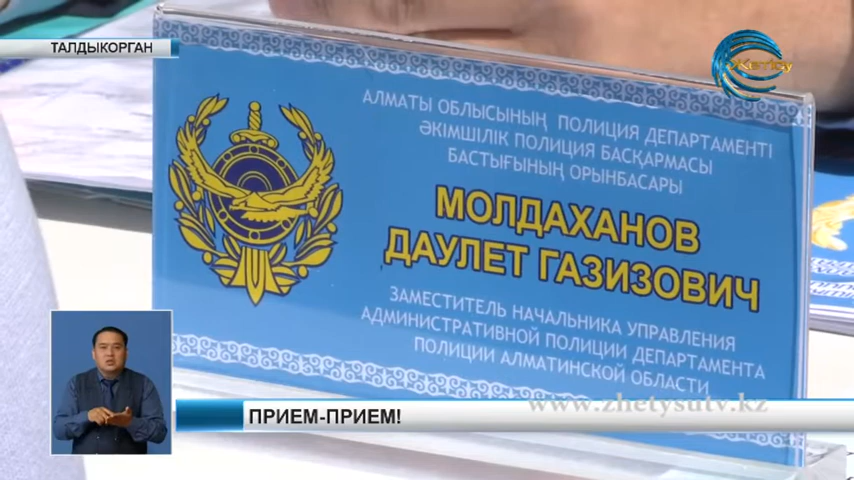 ТАЛДЫКОРГАН
Жетісу
АЛМАТЫ ОБЛЫСЫНЫҢ ПОЛИЦИЯ ДЕПАРТАМЕНТІ
ӘКІМШІЛІК ПОЛИЦИЯ БАСҚАРМАСЫ
БАСТЫҒЫНЫҢ ОРЫНБАСАРЫ
МОЛДАХАНОВ
ДАУЛЕТ ГАЗИЗОВИЧ
ЗАМЕСТИТЕЛЬ НАЧАЛЬНИКА УПРАВЛЕНИЯ
АДМИНИСТРАТИВНОЙ ПОЛИЦИИ ДЕПАРТАМЕНТА
ПОЛИЦИИ АЛМАТИНСКОЙ ОБЛАСТИ
www.zhetysutv.kz
ПРИЕМ-ПРИЕМ!